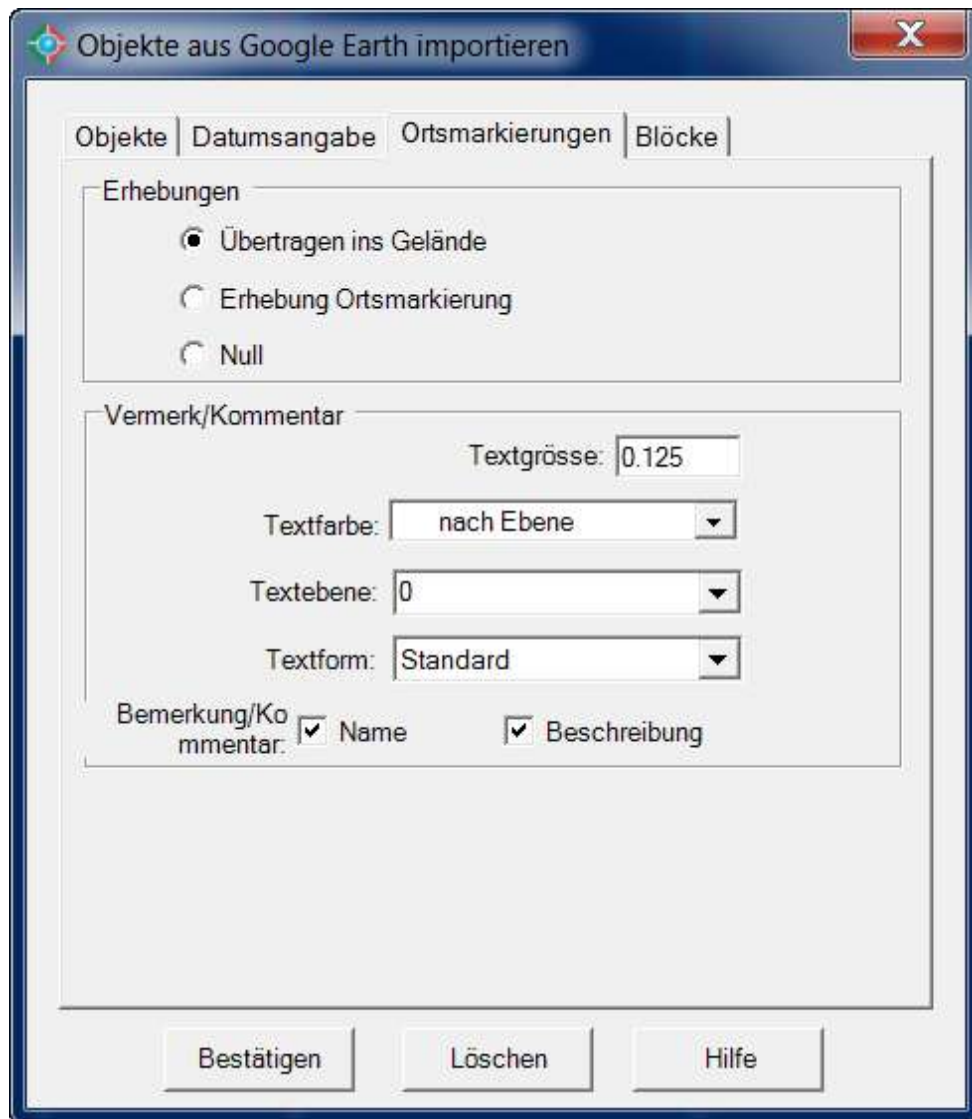 Objekte aus Google Earth importieren
Objekte Datumsangabe Ortsmarkierungen Blöcke
Erhebungen
Übertragen ins Gelände
Erhebung Ortsmarkierung
Null
Vermerk/Kommentar
Textgrösse: 0.125
Textfarbe: nach Ebene
Textebene: 0
Textform: Standard
Bemerkung/Ko
mmentar: Name Beschreibung
Bestätigen Löschen Hilfe